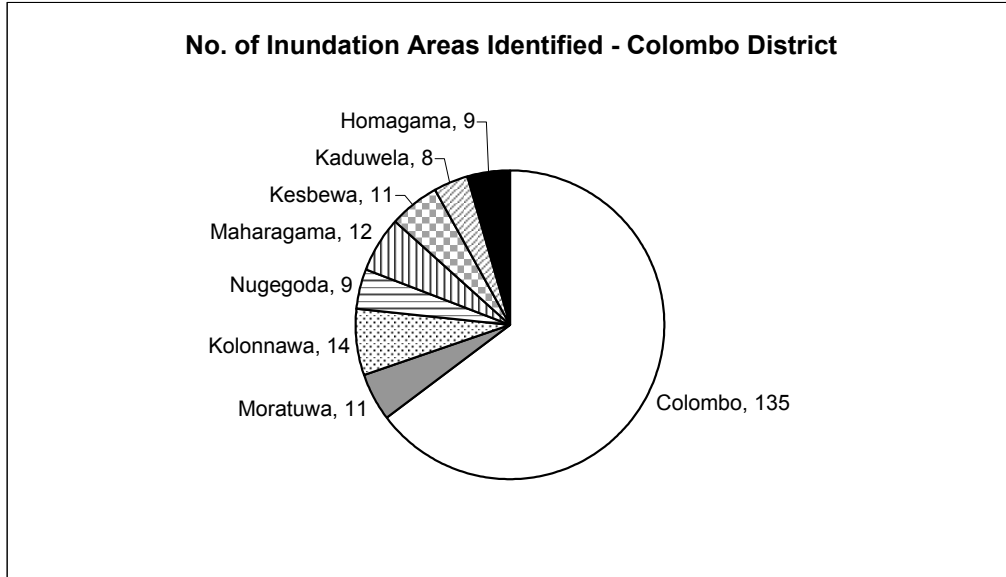 No. of Inundation Areas Identified - Colombo District
Homagama, 9
Kaduwela, 8
Kesbewa, 11
Maharagama, 12
Nugegoda, 9
Kolonnawa, 14
Moratuwa, 11
Colombo, 135